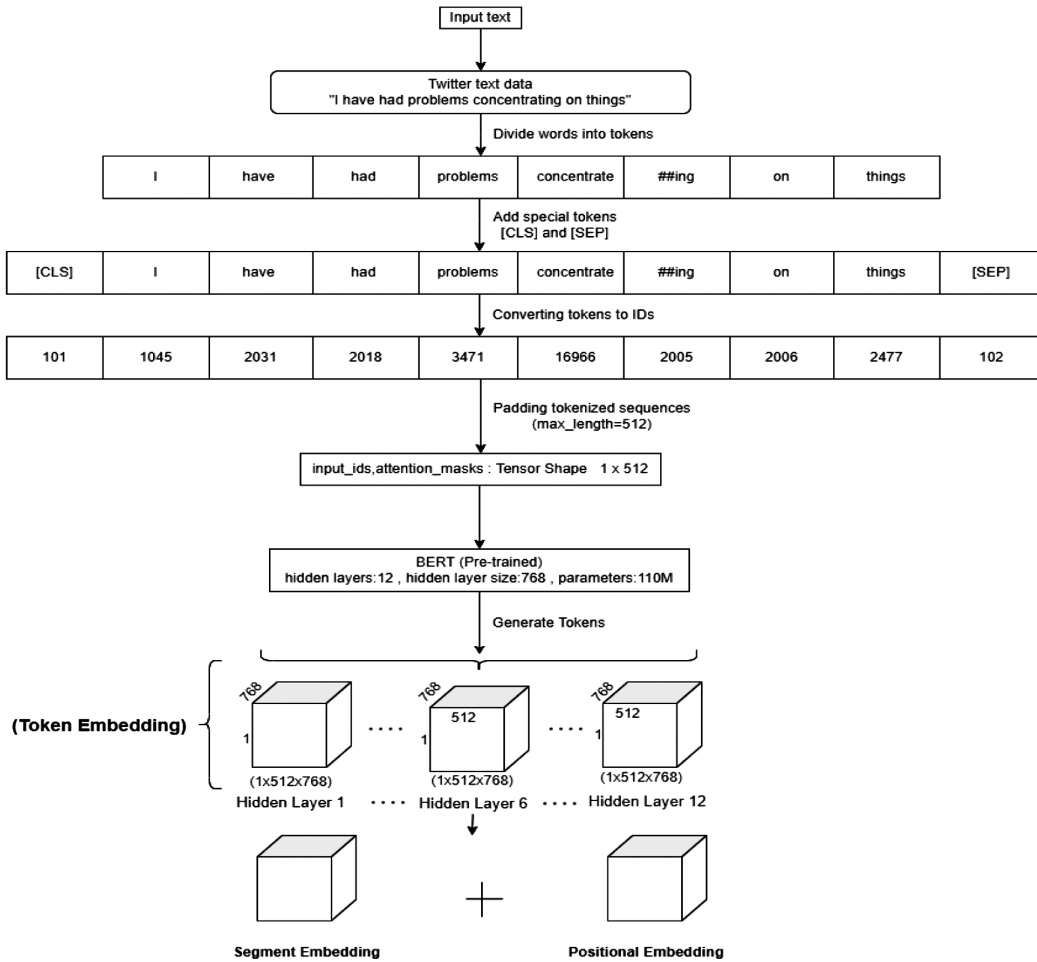 Input text
Twitter text data
"I have had problems concentrating on things"
Divide words into tokens
I have had problems concentrate ##ing on things
Add special tokens
[CLS] and [SEP]
[CLS] I have had problems concentrate ##ing on things [SEP]
Converting tokens to IDs
101 1045 2031 2018 3471 16966 2005 2006 2477 102
Padding tokenized sequences
(max_length=512)
input_ids,attention_masks : Tensor Shape 1 x 512
BERT (Pre-trained)
hidden layers:12 , hidden layer size:768 , parameters:110M
Generate Tokens
(Token Embedding)
768 768 768
512 512
1 1 1
(1x512x768) (1x512x768) (1x512x768)
Hidden Layer 1 .... Hidden Layer 6 ..... Hidden Layer 12
Segment Embedding Positional Embedding